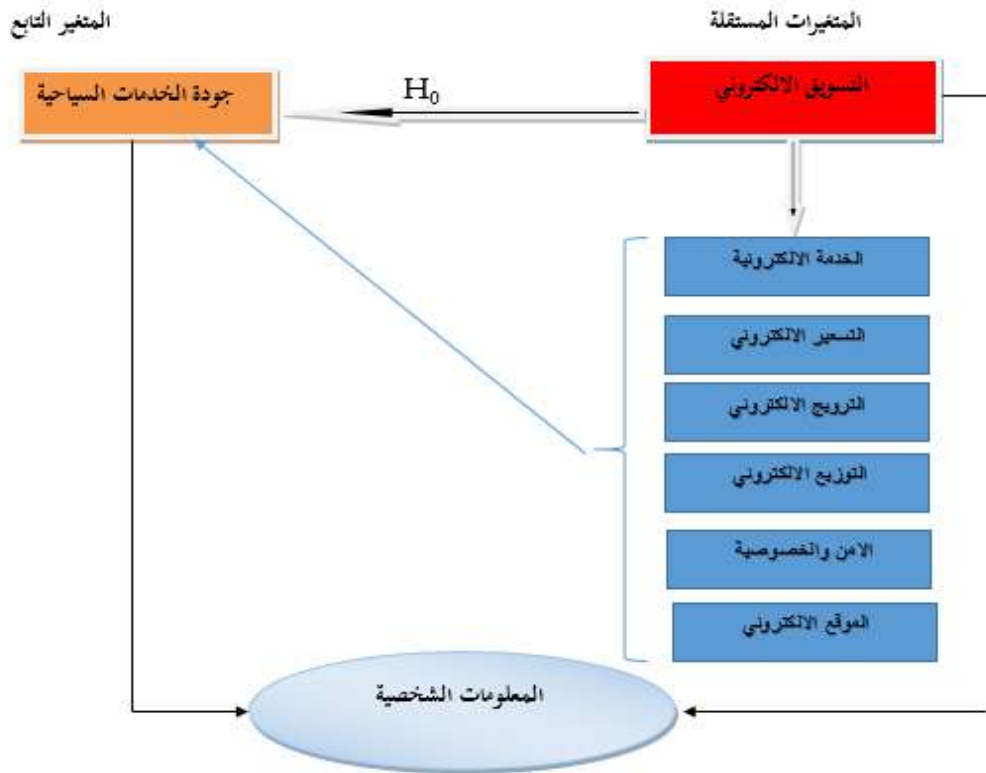 المتغيرات المستقلة
المتغير التابع
التسويق الالكتروني
H0
جودة الخدمات السياحية
الخدمة الالكترونية
التسعير الالكتروني
الترويج الالكتروني
التوزيع الالكتروني
الامن والخصوصية
الموقع الالكتروني
المعلومات الشخصية